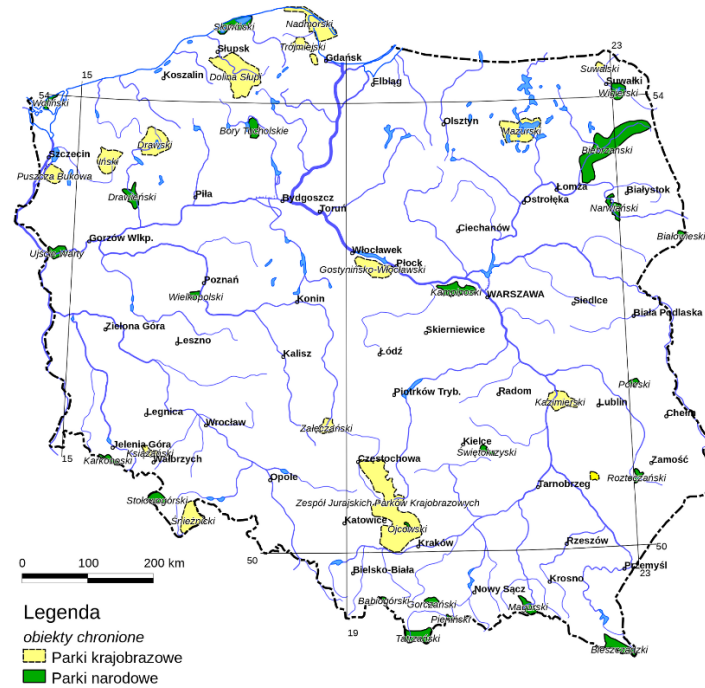 Słowiński
Nadmorski
Słupsk
Trójmiejski
Gdańsk
23
Suwalski
Suwałki
Wigierski
15
Koszalin
Dolina Słupi
Elbląg
54
Woliński
54
Olsztyn
Mazurski
Bory Tucholskie
Drawski
Biebrzański
Szczecin
Iński
Puszcza Bukowa
Drawieński
Piła
Bydgoszcz
Toruń
Łomża
Białystok
Ostrołęka
Narwiański
Ciechanów
Białowieski
Gorzów Wlkp.
Ujście Warty
Włocławek
Płock
Gostynińsko-Włocławski
Poznań
Wielkopolski
Konin
Kampinoski
WARSZAWA
Siedlce
Biała Podlaska
Zielona Góra
Leszno
Skierniewice
Kalisz
Łódź
Poleski
Piotrków Tryb.
Radom
Kazimierski
Lublin
Chełm
Legnica
Wrocław
Załęczański
Jelenia Góra
Książański
Kielce
Świętokrzyski
15
Karkonoski
Wałbrzych
Częstochowa
Zamość
Opole
Roztoczański
Tarnobrzeg
Stołowogórski
Zespół Jurajskich Parków Krajobrazowych
Śnieżnicki
Katowice
Ojcowski
Kraków
Rzeszów
50
50
Przemyśl
23
0 100 200 km
Bielsko-Biała
Krosno
Nowy Sącz
Babiogórski
Gorczański
Magurski
Pieniński
19
Tatrzański
Bieszczadzki
Legenda
obiekty chronione
Parki krajobrazowe
Parki narodowe